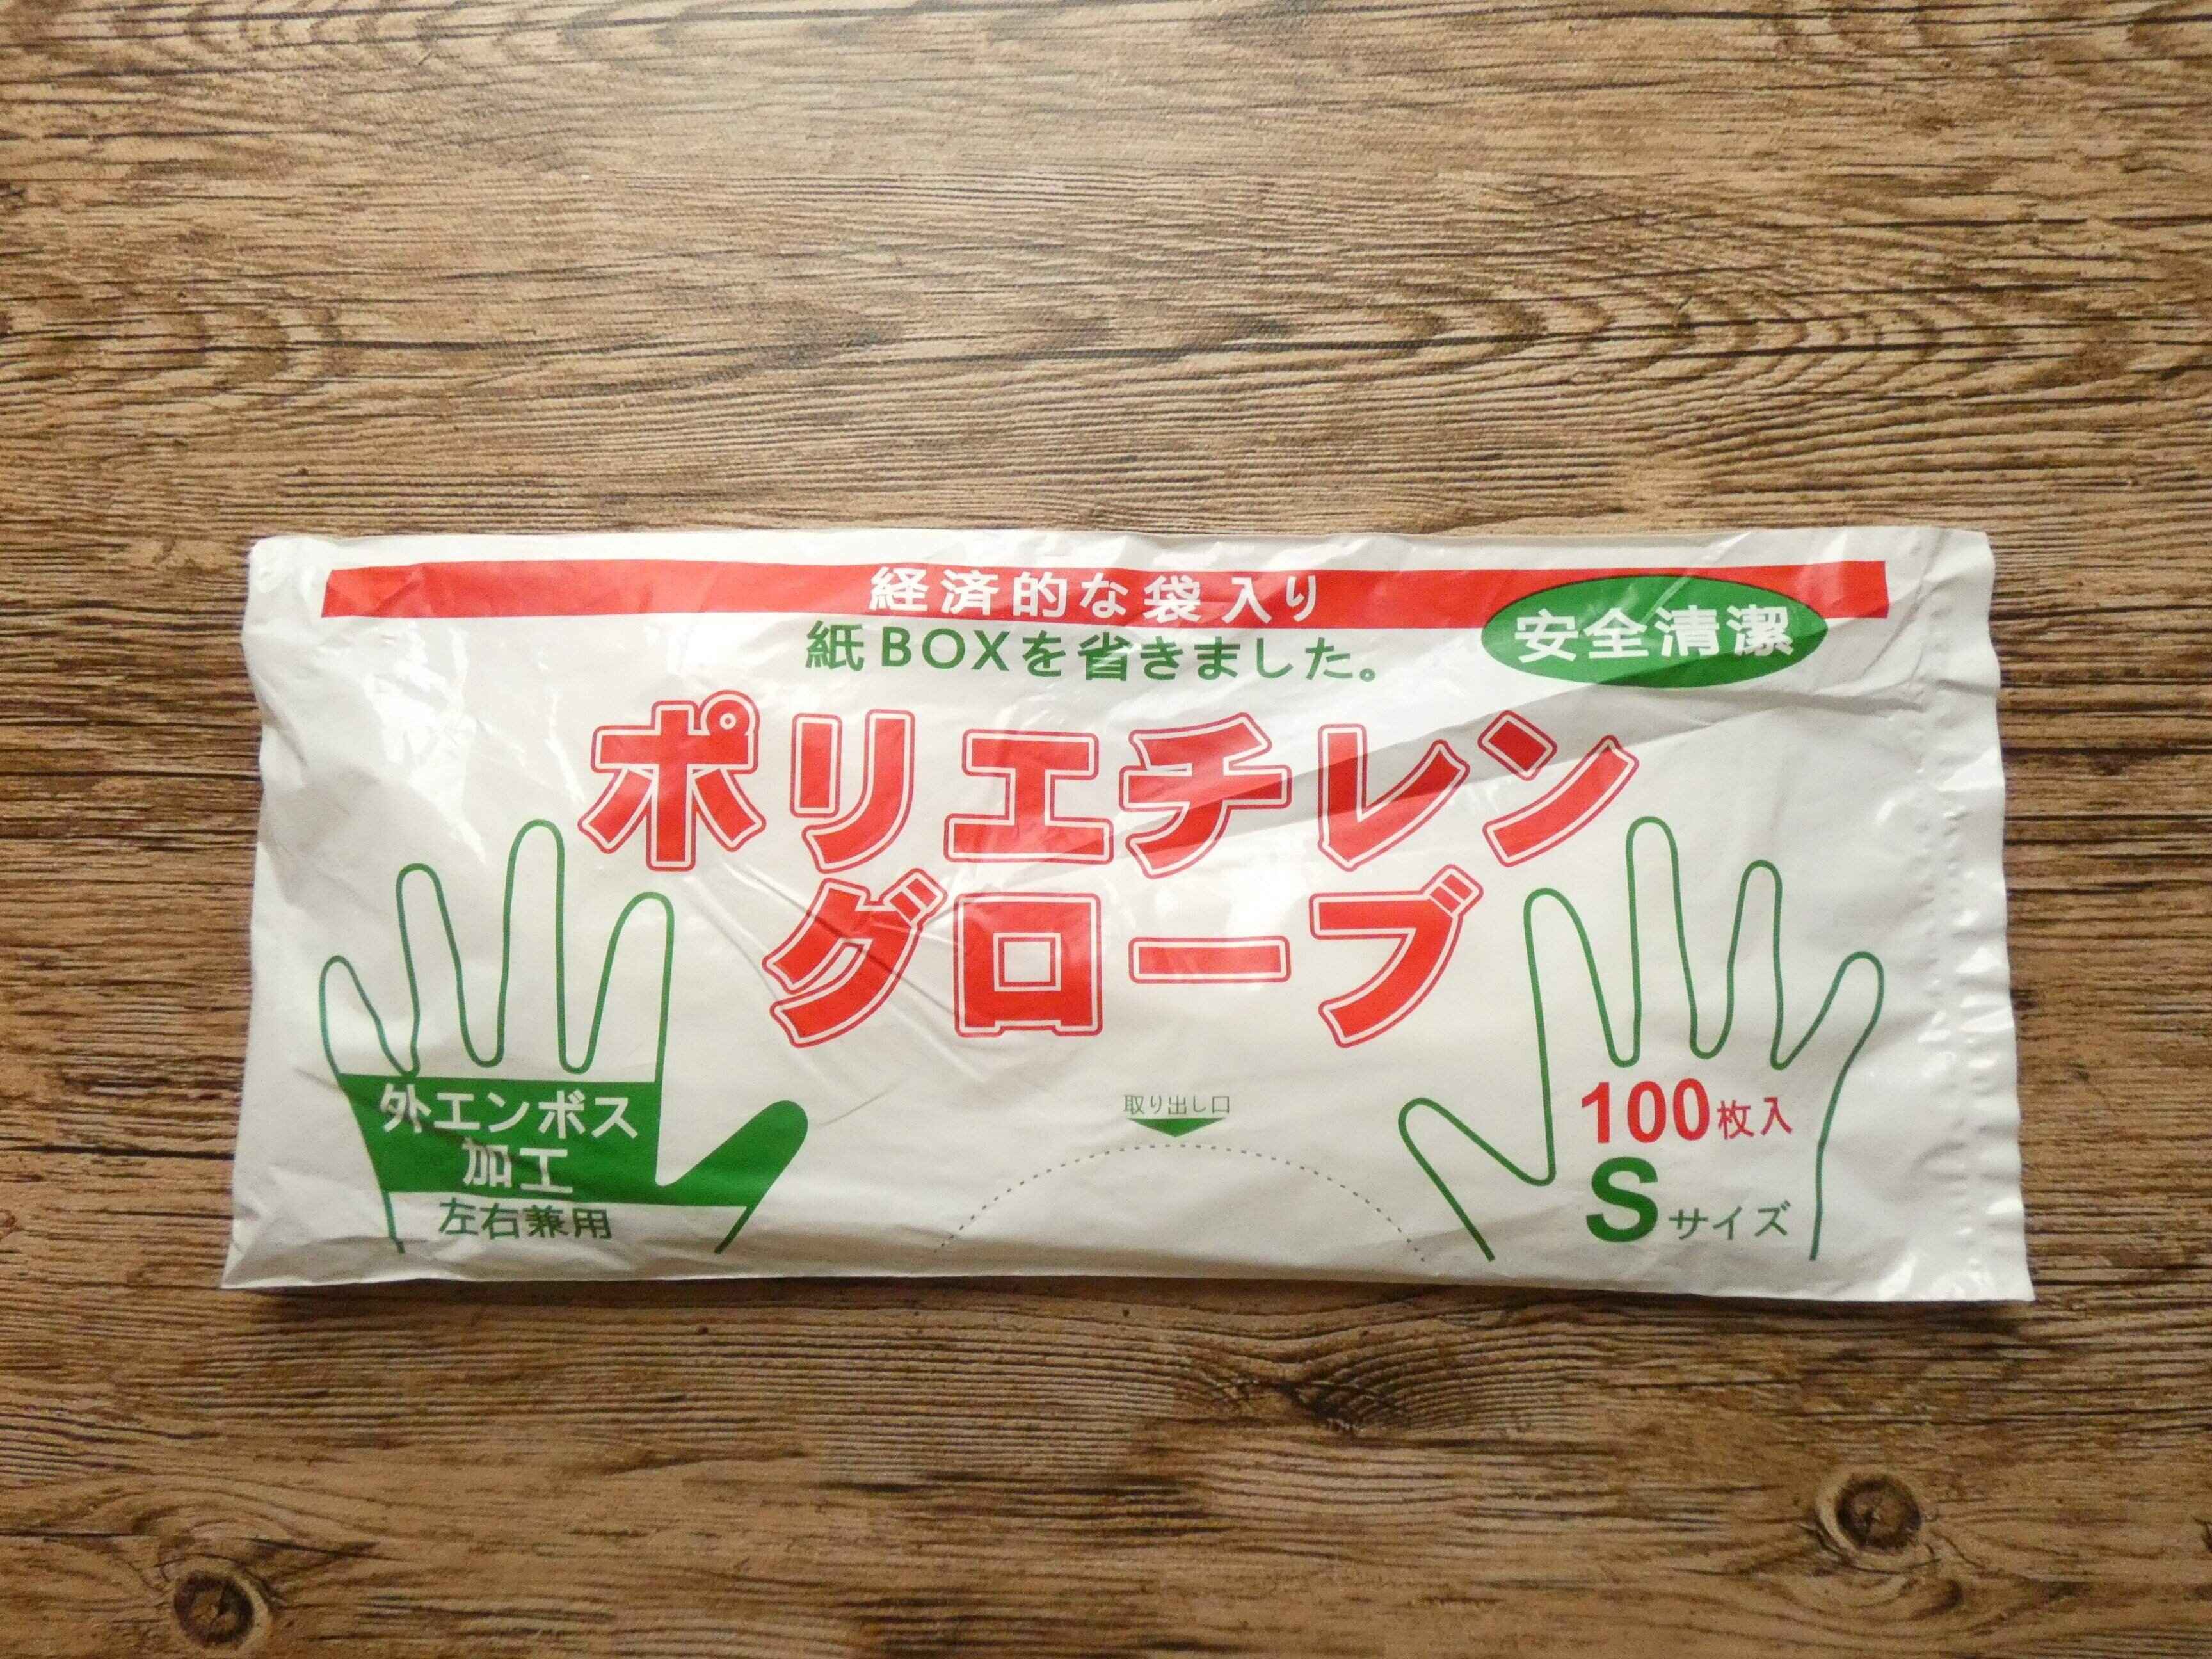 経済的な袋入り
紙BOXを省きました。
安全清潔
ポリエチレン
グローブ
外エンボス
加工
左右兼用
取り出し口
100枚入
Sサイズ